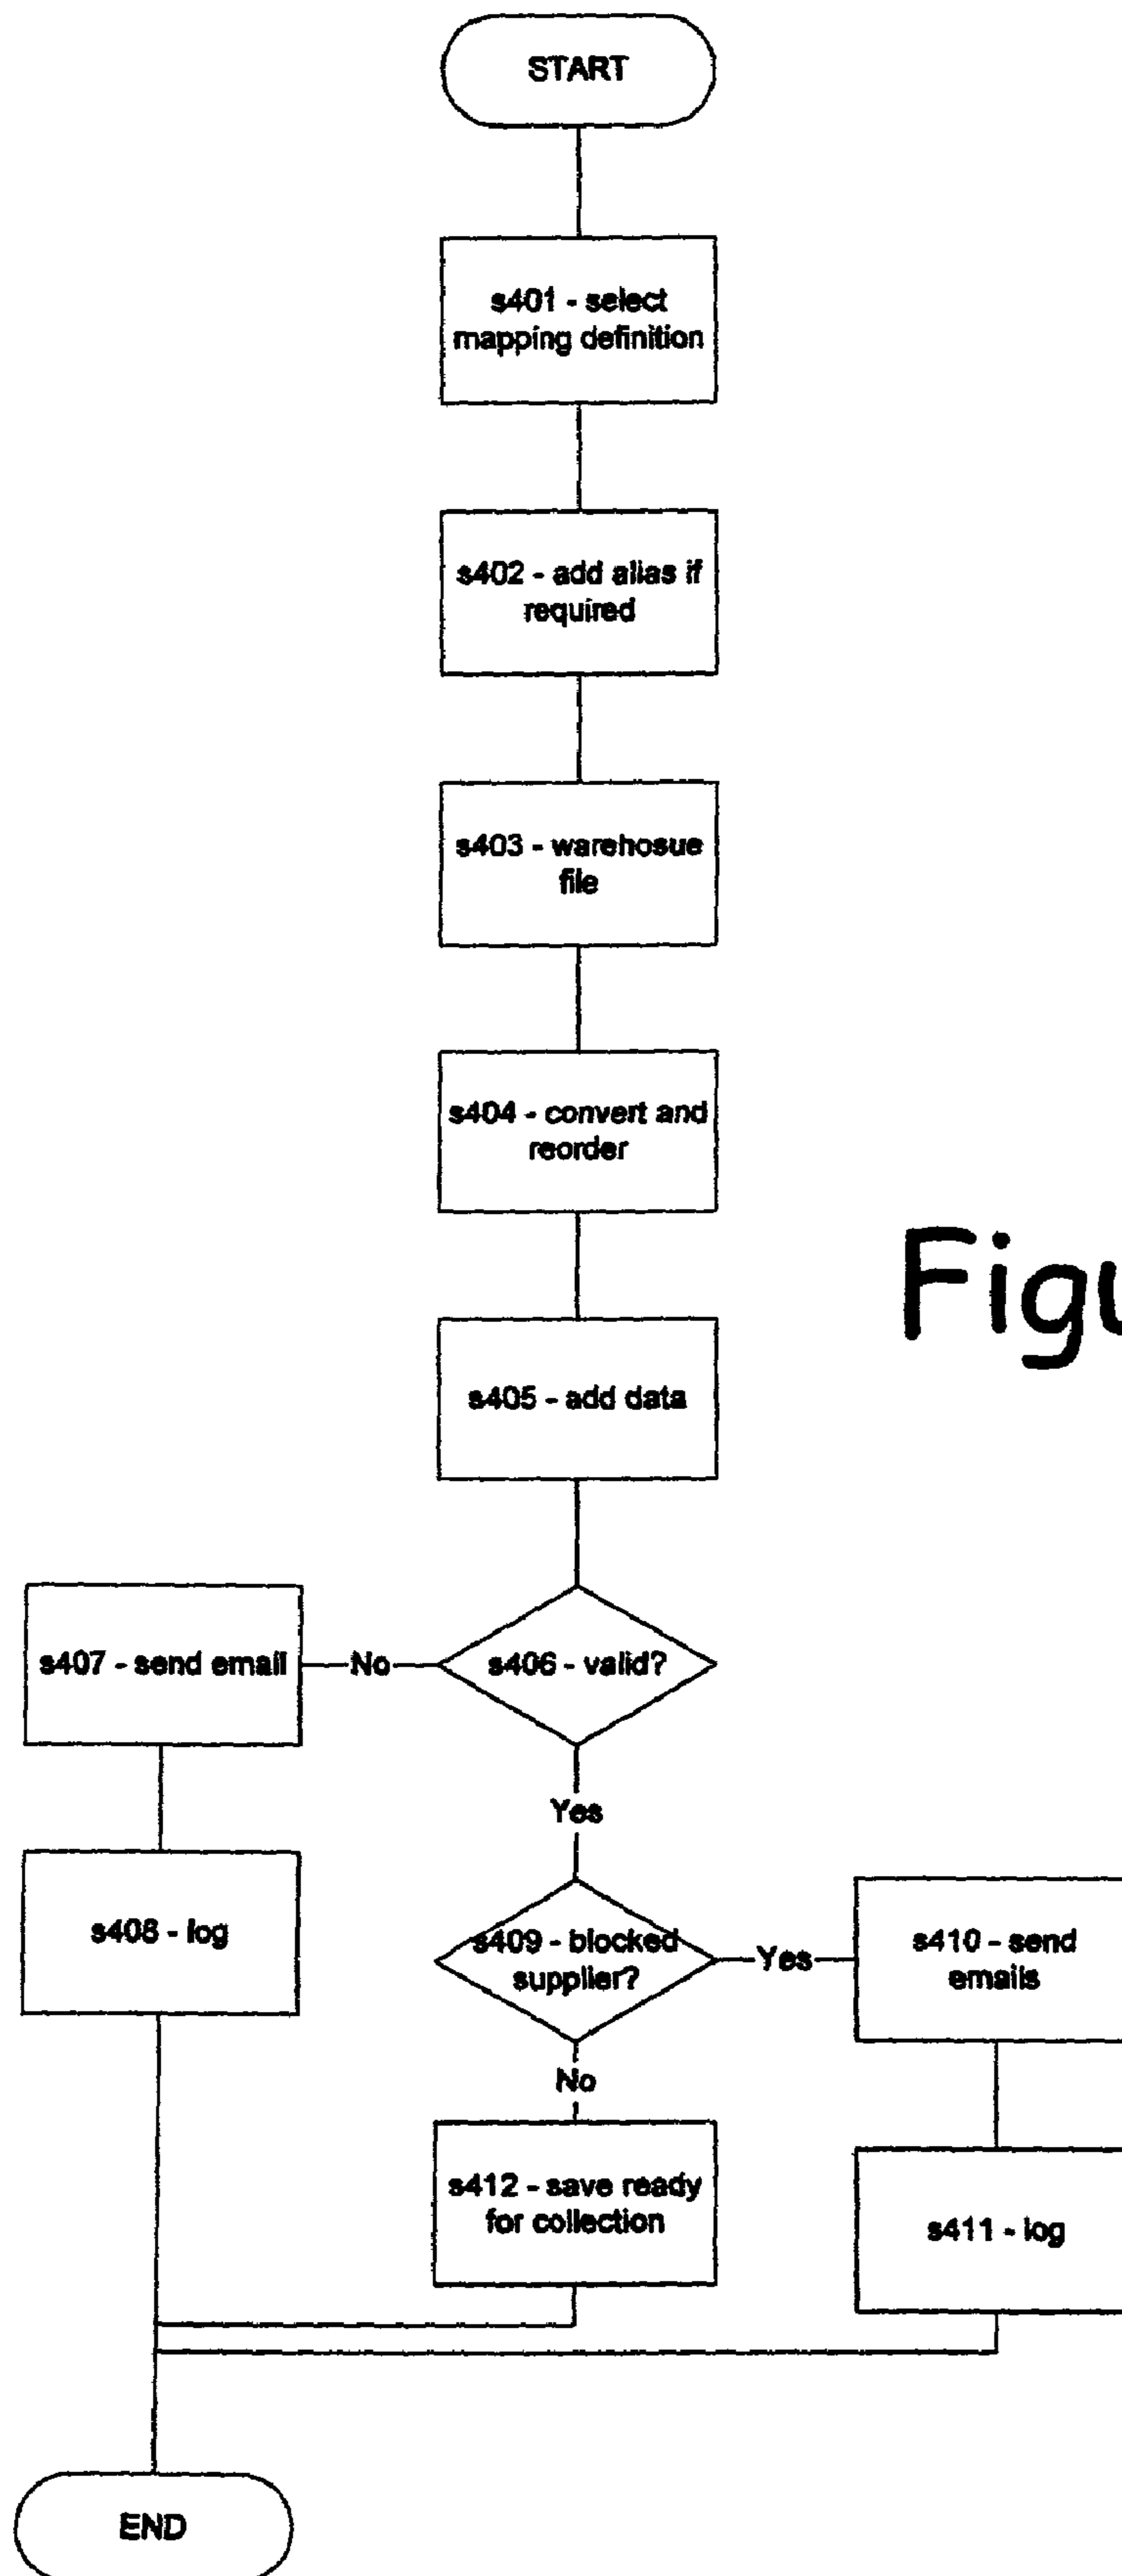 START
s401 - select
mapping definition
s402 - add alias if
required
s403 - warehosue
file
s404 - convert and
reorder
Figu
s405 - add data
s407 - send email
No
s406 - valid?
Yes
s408 - log
s409 - blocked
supplier?
Yes
s410 - send
emails
No
s412 - save ready
for collection
s411 - log
END